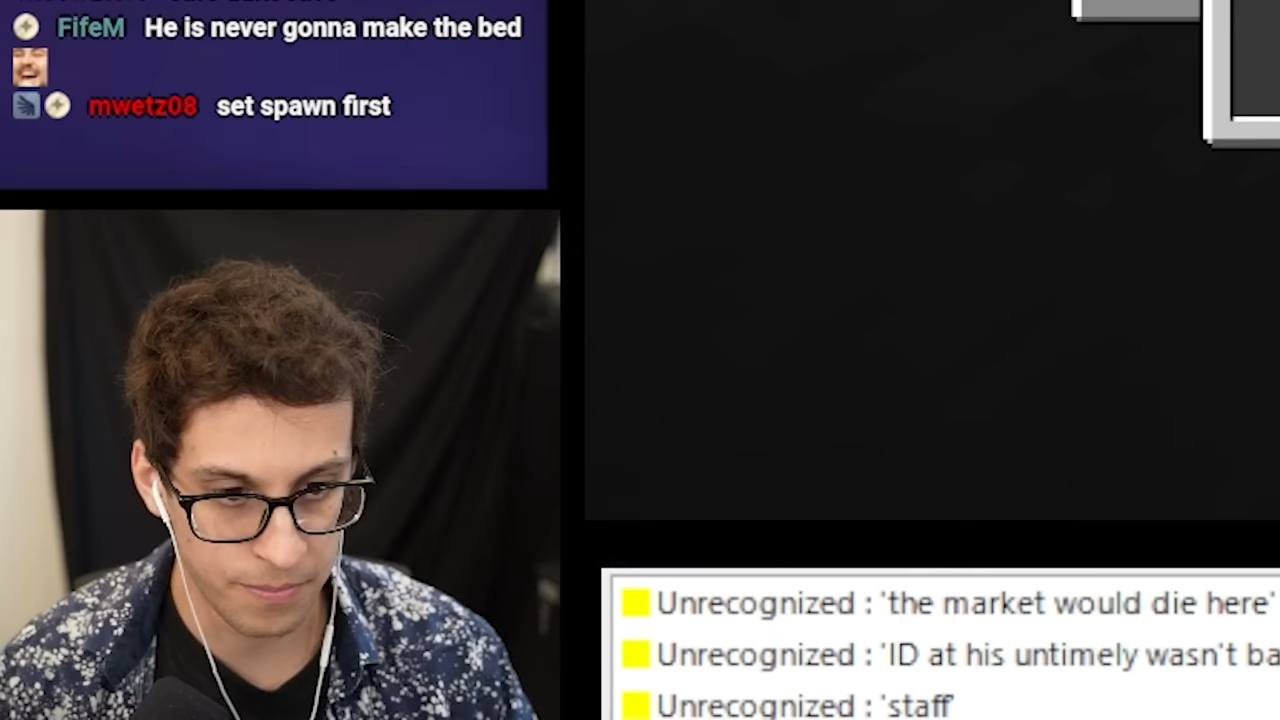 FifeM He is never gonna make the bed
mwetz08 set spawn first
Unrecognized : 'the market would die here'
Unrecognized : 'ID at his untimely wasn't ba
Unrecognized : 'staff'